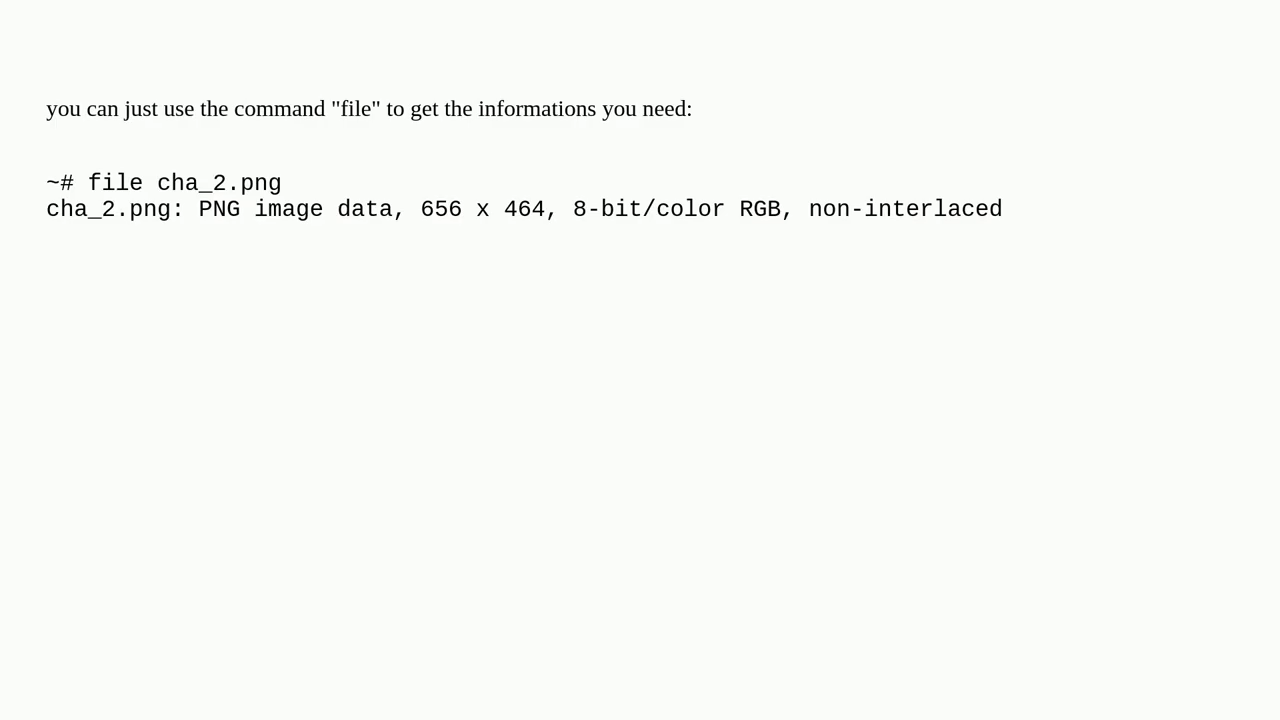 you can just use the command "file" to get the informations you need:
~# file cha_2.png
cha_2.png: PNG image data, 656 x 464, 8-bit/color RGB, non-interlaced